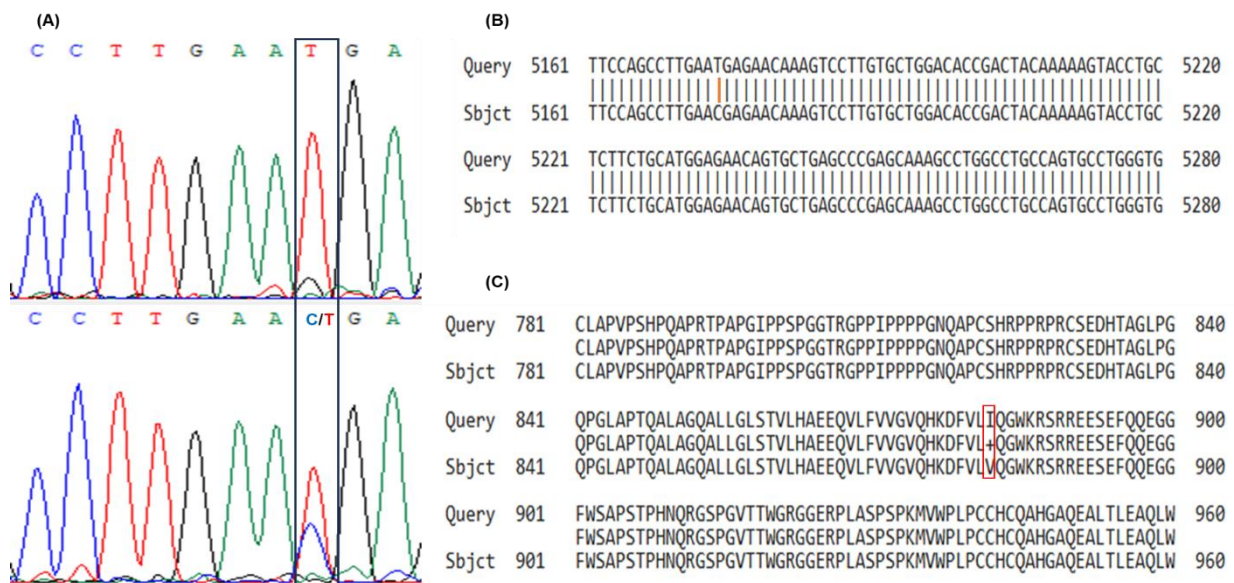 (A)
C C T T G A A T G A
C C T T G A A C/T G A
(B)
Query 5161 TTCCAGCCTTGAATGAGAACAAAGTCCTTGTGCTGGACACCGACTACAAAAAGTACCTGC 5220
||||||||||||||||||||||||||||||||||||||||||||||||||||||||||||
Sbjct 5161 TTCCAGCCTTGAACGAGAACAAAGTCCTTGTGCTGGACACCGACTACAAAAAGTACCTGC 5220
Query 5221 TCTTCTGCATGGAGAACAGTGCTGAGCCCGAGCAAAGCCTGGCCTGCCAGTGCCTGGGTG 5280
||||||||||||||||||||||||||||||||||||||||||||||||||||||||||||
Sbjct 5221 TCTTCTGCATGGAGAACAGTGCTGAGCCCGAGCAAAGCCTGGCCTGCCAGTGCCTGGGTG 5280
(C)
Query 781 CLAPVPSHPQAPRTPAPGIPPSPGGTRGPPIPPPPGNQAPCSHRPPRPRCSEDHTAGLPG 840
CLAPVPSHPQAPRTPAPGIPPSPGGTRGPPIPPPPGNQAPCSHRPPRPRCSEDHTAGLPG
Sbjct 781 CLAPVPSHPQAPRTPAPGIPPSPGGTRGPPIPPPPGNQAPCSHRPPRPRCSEDHTAGLPG 840
Query 841 QPGLAPTQALAGQALLGLSTVLHAEEQVLFVVGVQHKDFVLIQGWKRSRREESEFQQEGG 900
QPGLAPTQALAGQALLGLSTVLHAEEQVLFVVGVQHKDFVL+QGWKRSRREESEFQQEGG
Sbjct 841 QPGLAPTQALAGQALLGLSTVLHAEEQVLFVVGVQHKDFVLVQGWKRSRREESEFQQEGG 900
Query 901 FWSAPSTPHNQRGSPGVTTWGRGGERPLASPSPKMVWPLPCCHCQAHGAQEALTLEAQLW 960
FWSAPSTPHNQRGSPGVTTWGRGGERPLASPSPKMVWPLPCCHCQAHGAQEALTLEAQLW
Sbjct 901 FWSAPSTPHNQRGSPGVTTWGRGGERPLASPSPKMVWPLPCCHCQAHGAQEALTLEAQLW 960